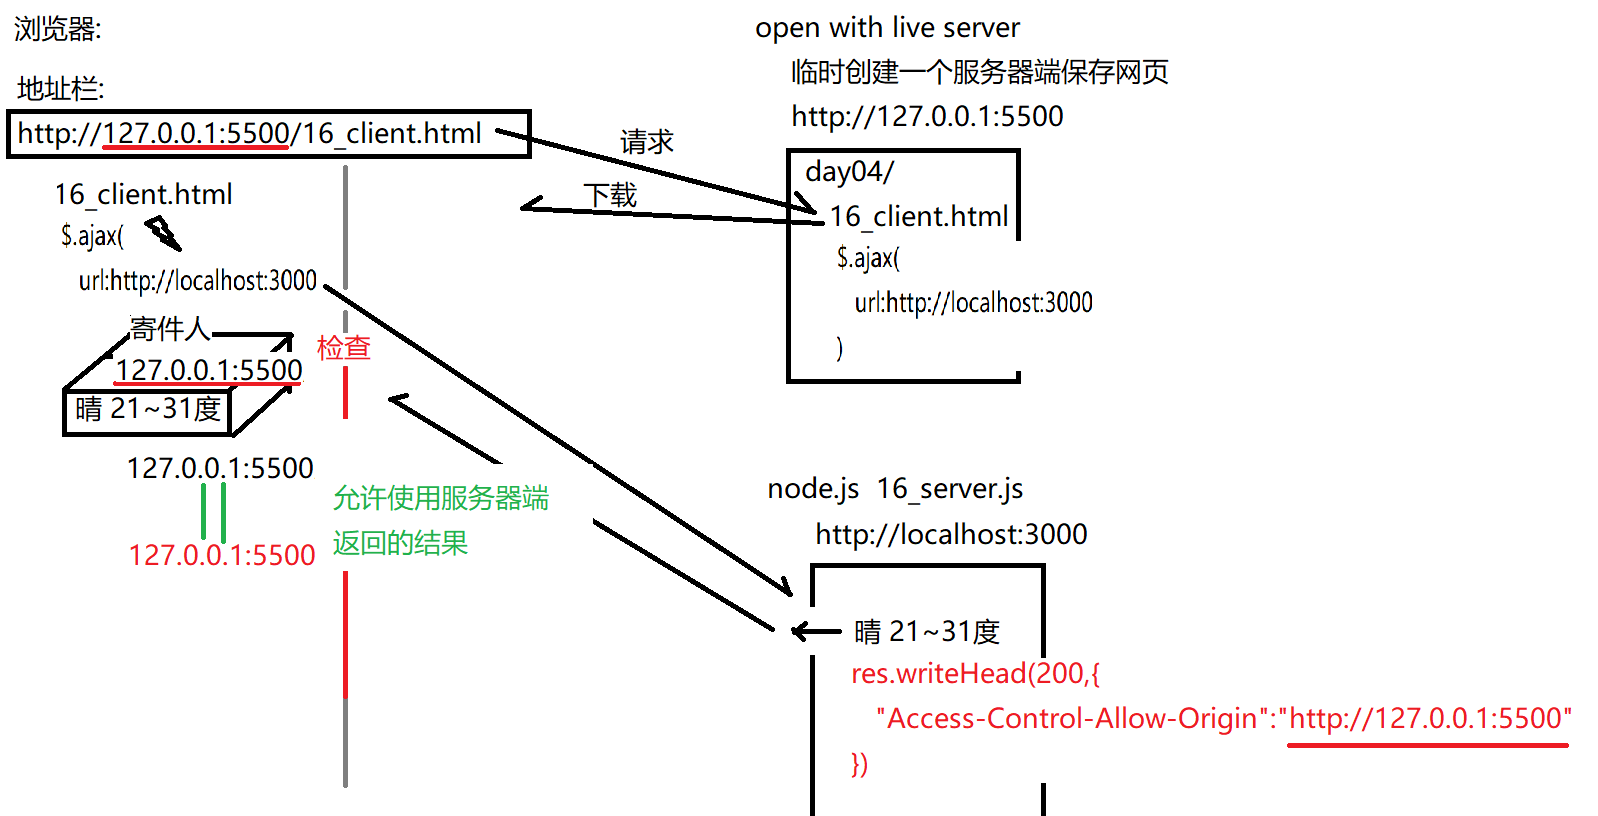 浏览器:
地址栏:
http://127.0.0.1:5500/16_client.html
16_client.html
$.ajax(
url:http://localhost:3000
寄件人
检查
127.0.0.1:5500
晴 21~31度
127.0.0.1:5500
127.0.0.1:5500
允许使用服务器端
返回的结果
请求
下载
open with live server
临时创建一个服务器端保存网页
http://127.0.0.1:5500
day04/
16_client.html
$.ajax(
url:http://localhost:3000
)
node.js 16_server.js
http://localhost:3000
晴 21~31度
res.writeHead(200,{
"Access-Control-Allow-Origin":"http://127.0.0.1:5500"
})